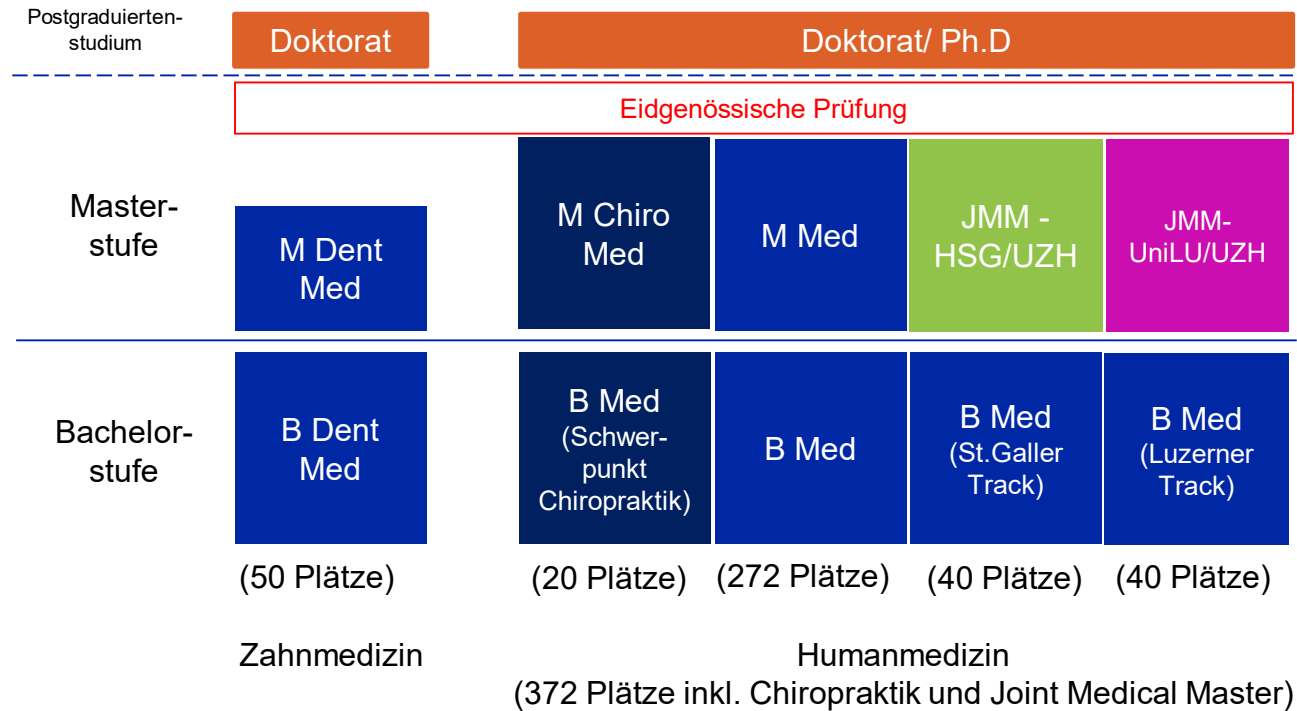 Postgraduierten-
studium
Doktorat
Doktorat/ Ph.D
Eidgenössische Prüfung
Master-
stufe
M Dent
Med
M Chiro
Med
M Med
JMM -
HSG/UZH
JMM-
UniLU/UZH
Bachelor-
stufe
B Dent
Med
B Med
(Schwer-
punkt
Chiropraktik)
B Med
B Med
(St.Galler
Track)
B Med
(Luzerner
Track)
(50 Plätze)
(20 Plätze)
(272 Plätze)
(40 Plätze)
(40 Plätze)
Zahnmedizin
Humanmedizin
(372 Plätze inkl. Chiropraktik und Joint Medical Master)